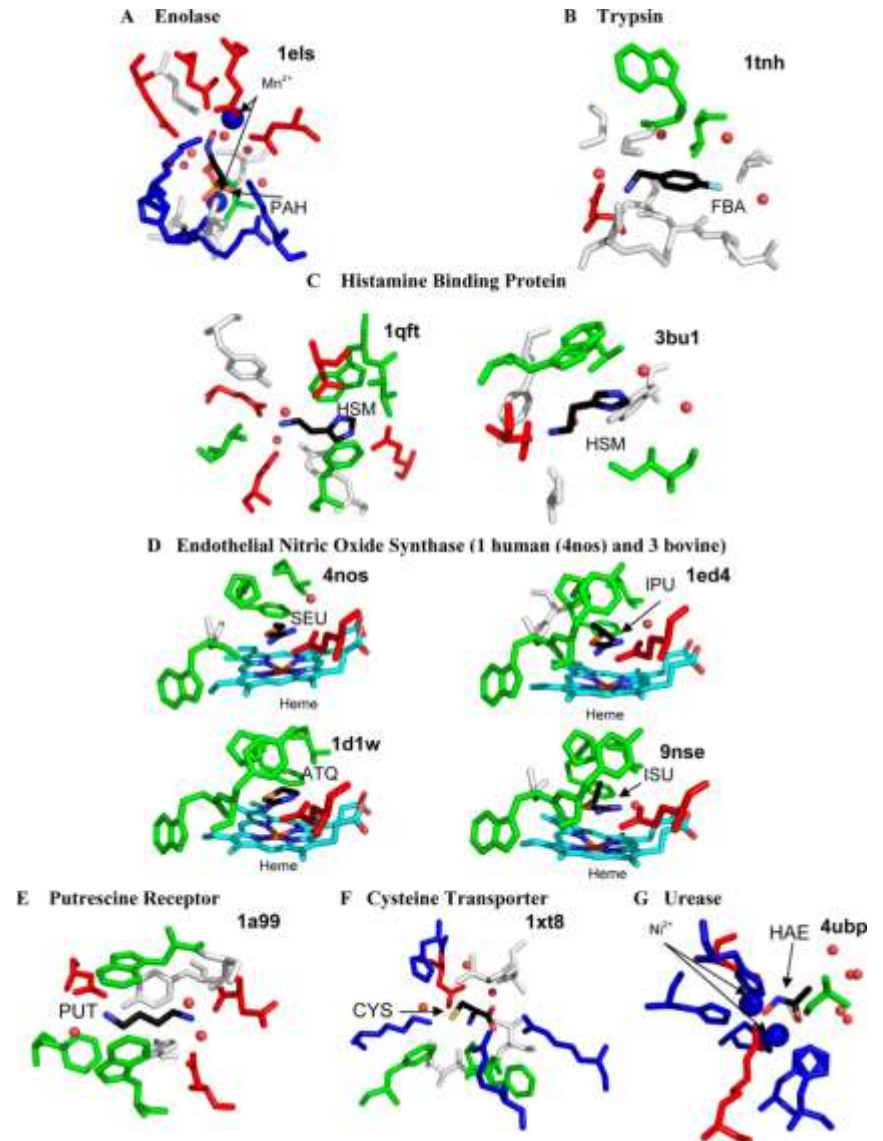 A Enolase
1els
Mn2+
PAH
B Trypsin
1tnh
FBA
C Histamine Binding Protein
1qft
HSM
3bu1
HSM
D Endothelial Nitric Oxide Synthase (1 human (4nos) and 3 bovine)
4nos
SEU
Heme
1ed4
IPU
Heme
1d1w
ATQ
Heme
9nse
ISU
Heme
E Putrescine Receptor
1a99
PUT
F Cysteine Transporter
1xt8
CYS
G Urease
Ni2+
HAE
4ubp